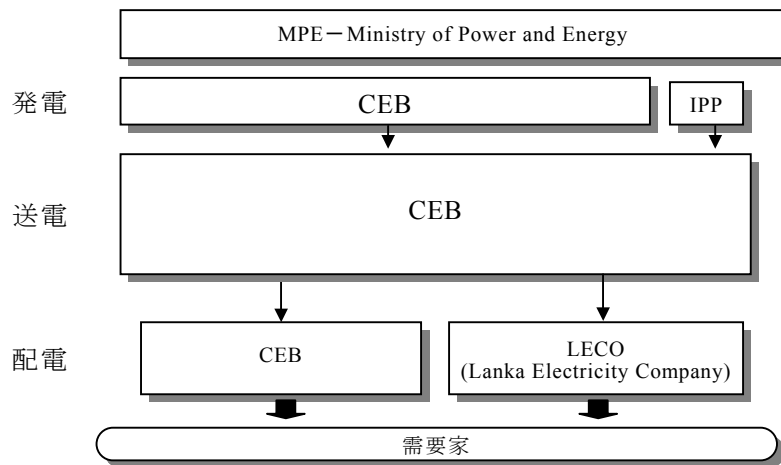 MPE－Ministry of Power and Energy
発電
CEB
IPP
送電
CEB
配電
CEB
LECO
(Lanka Electricity Company)
需要家